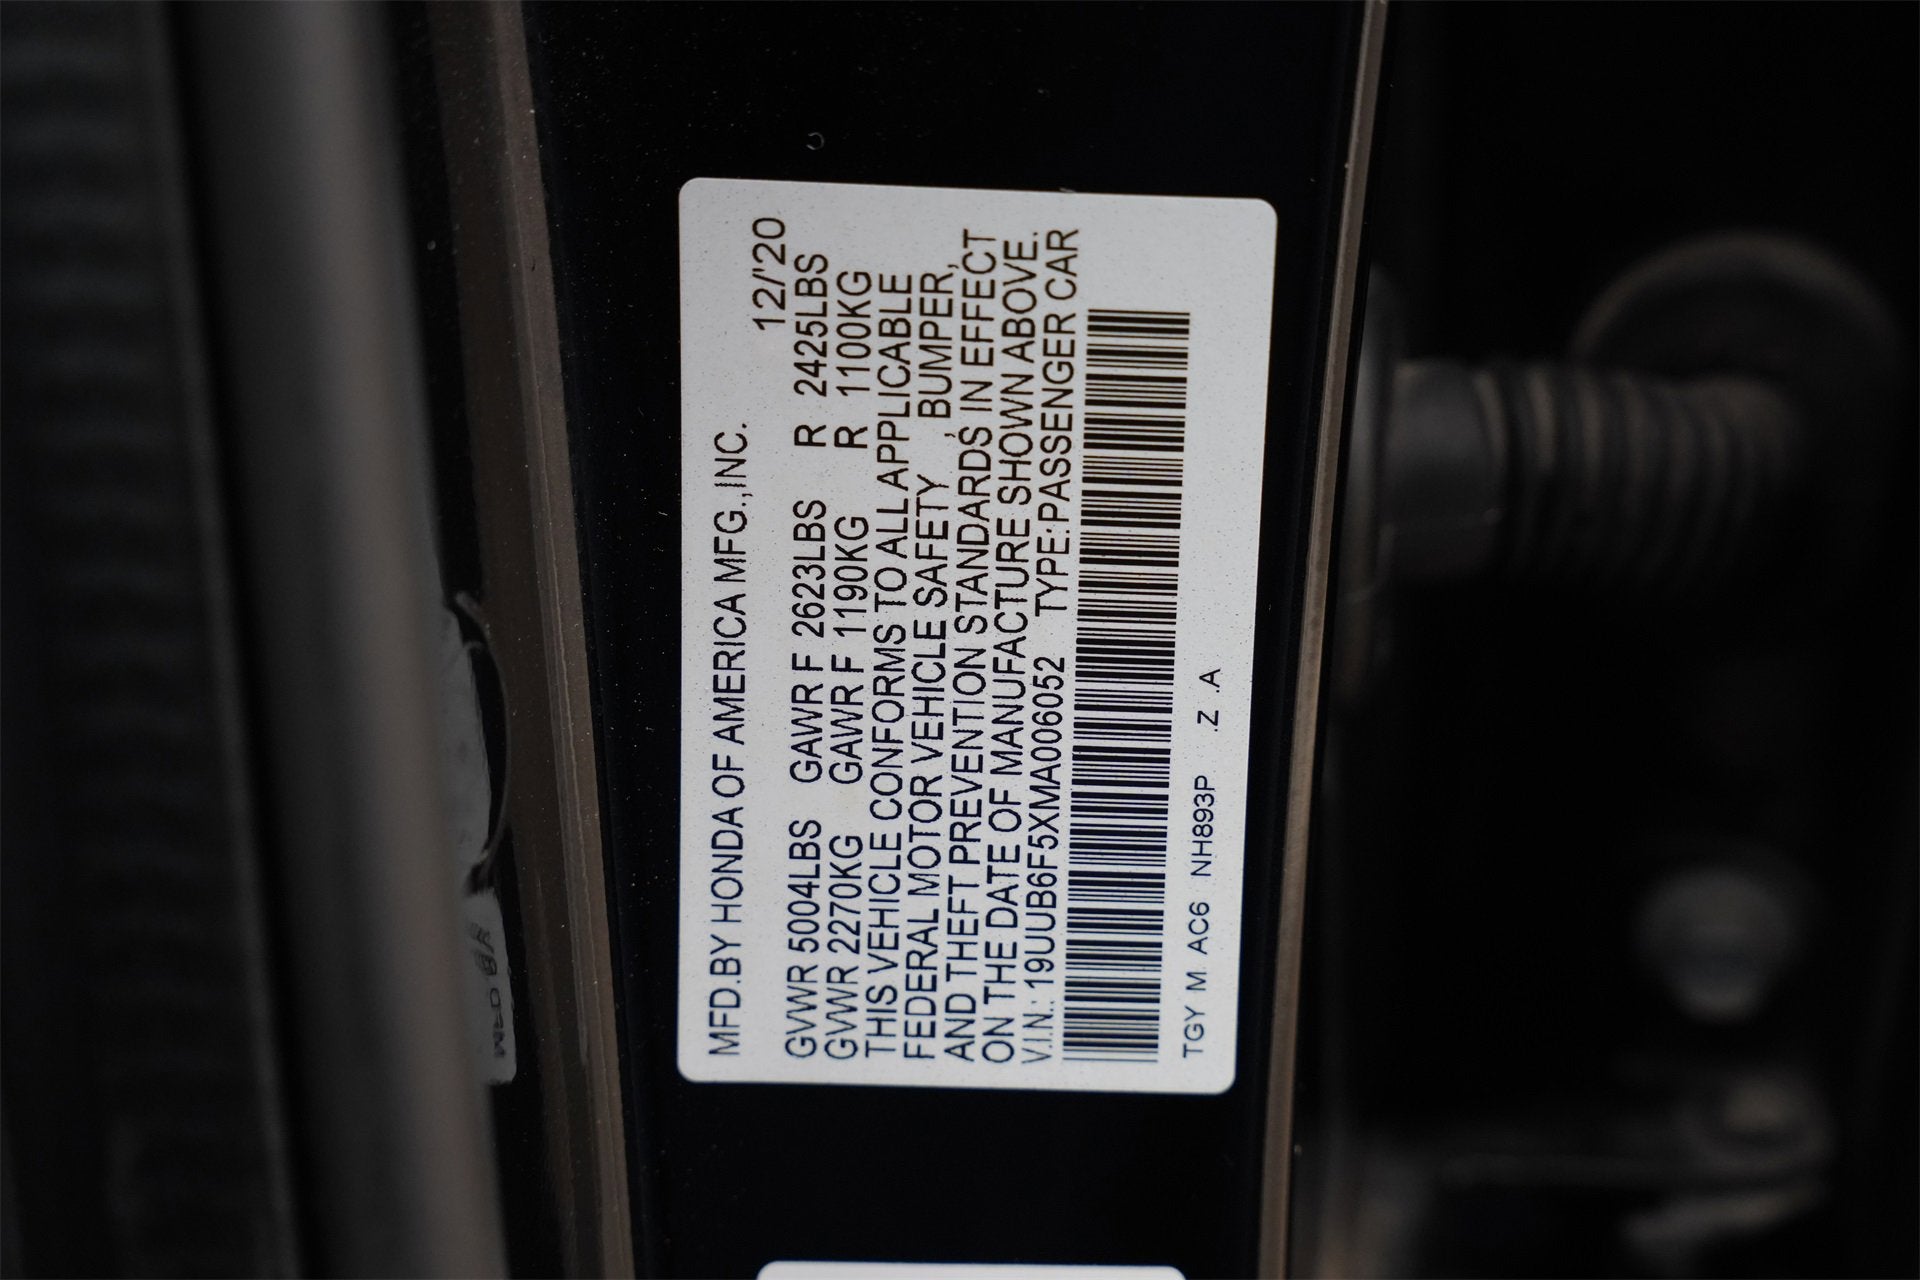 MFD.BY HONDA OF AMERICA MFG.,INC.
12/'20
GVWR 5004LBS GAWR F 2623LBS R 2425LBS
GVWR 2270KG GAWR F 1190KG R 1100KG
THIS VEHICLE CONFORMS TO ALL APPLICABLE
FEDERAL MOTOR VEHICLE SAFETY, BUMPER,
AND THEFT PREVENTION STANDARDS IN EFFECT
ON THE DATE OF MANUFACTURE SHOWN ABOVE.
V.I.N.: 19UUB6F5XMA006052 TYPE:PASSENGER CAR
TGY M AC6 NH893P .Z .A